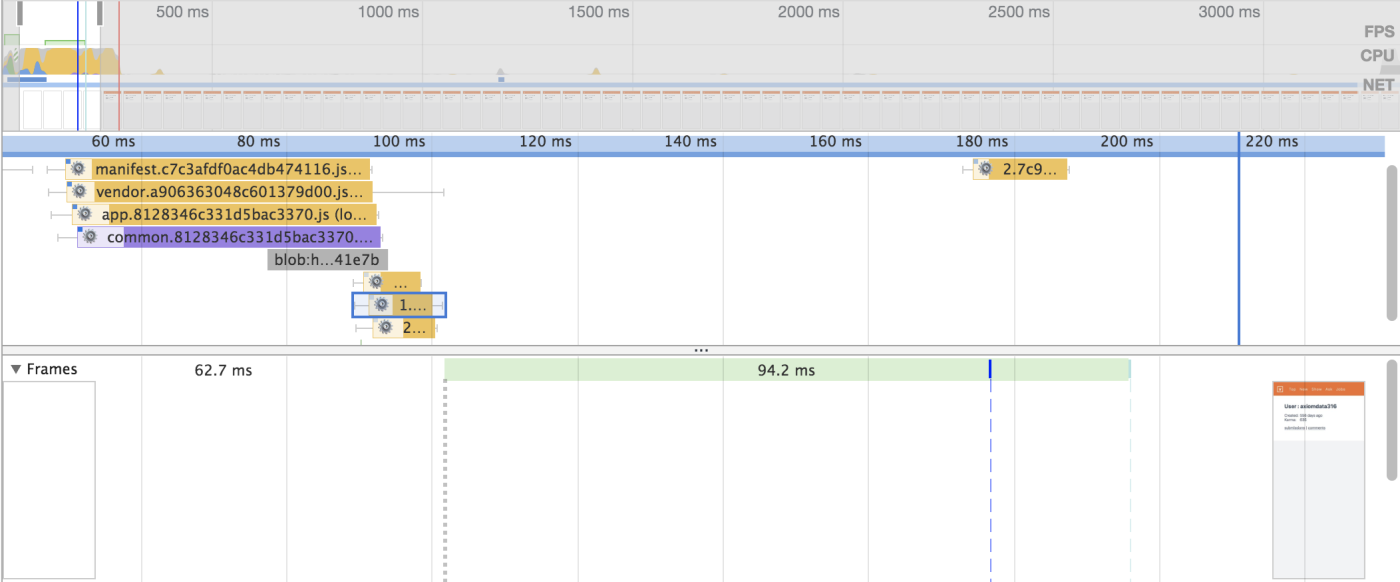 500 ms 1000 ms 1500 ms 2000 ms 2500 ms 3000 ms
FPS
CPU
NET
60 ms 80 ms 100 ms 120 ms 140 ms 160 ms 180 ms 200 ms 220 ms
manifest.c7c3afdf0ac4db474116.js... 2.7c9...
vendor.a906363048c601379d00.js...
app.8128346c331d5bac3370.js (lo...
common.8128346c331d5bac3370....
blob:h...41e7b
...
1....
2...
...
▼ Frames 62.7 ms 94.2 ms
User : axiomdata316